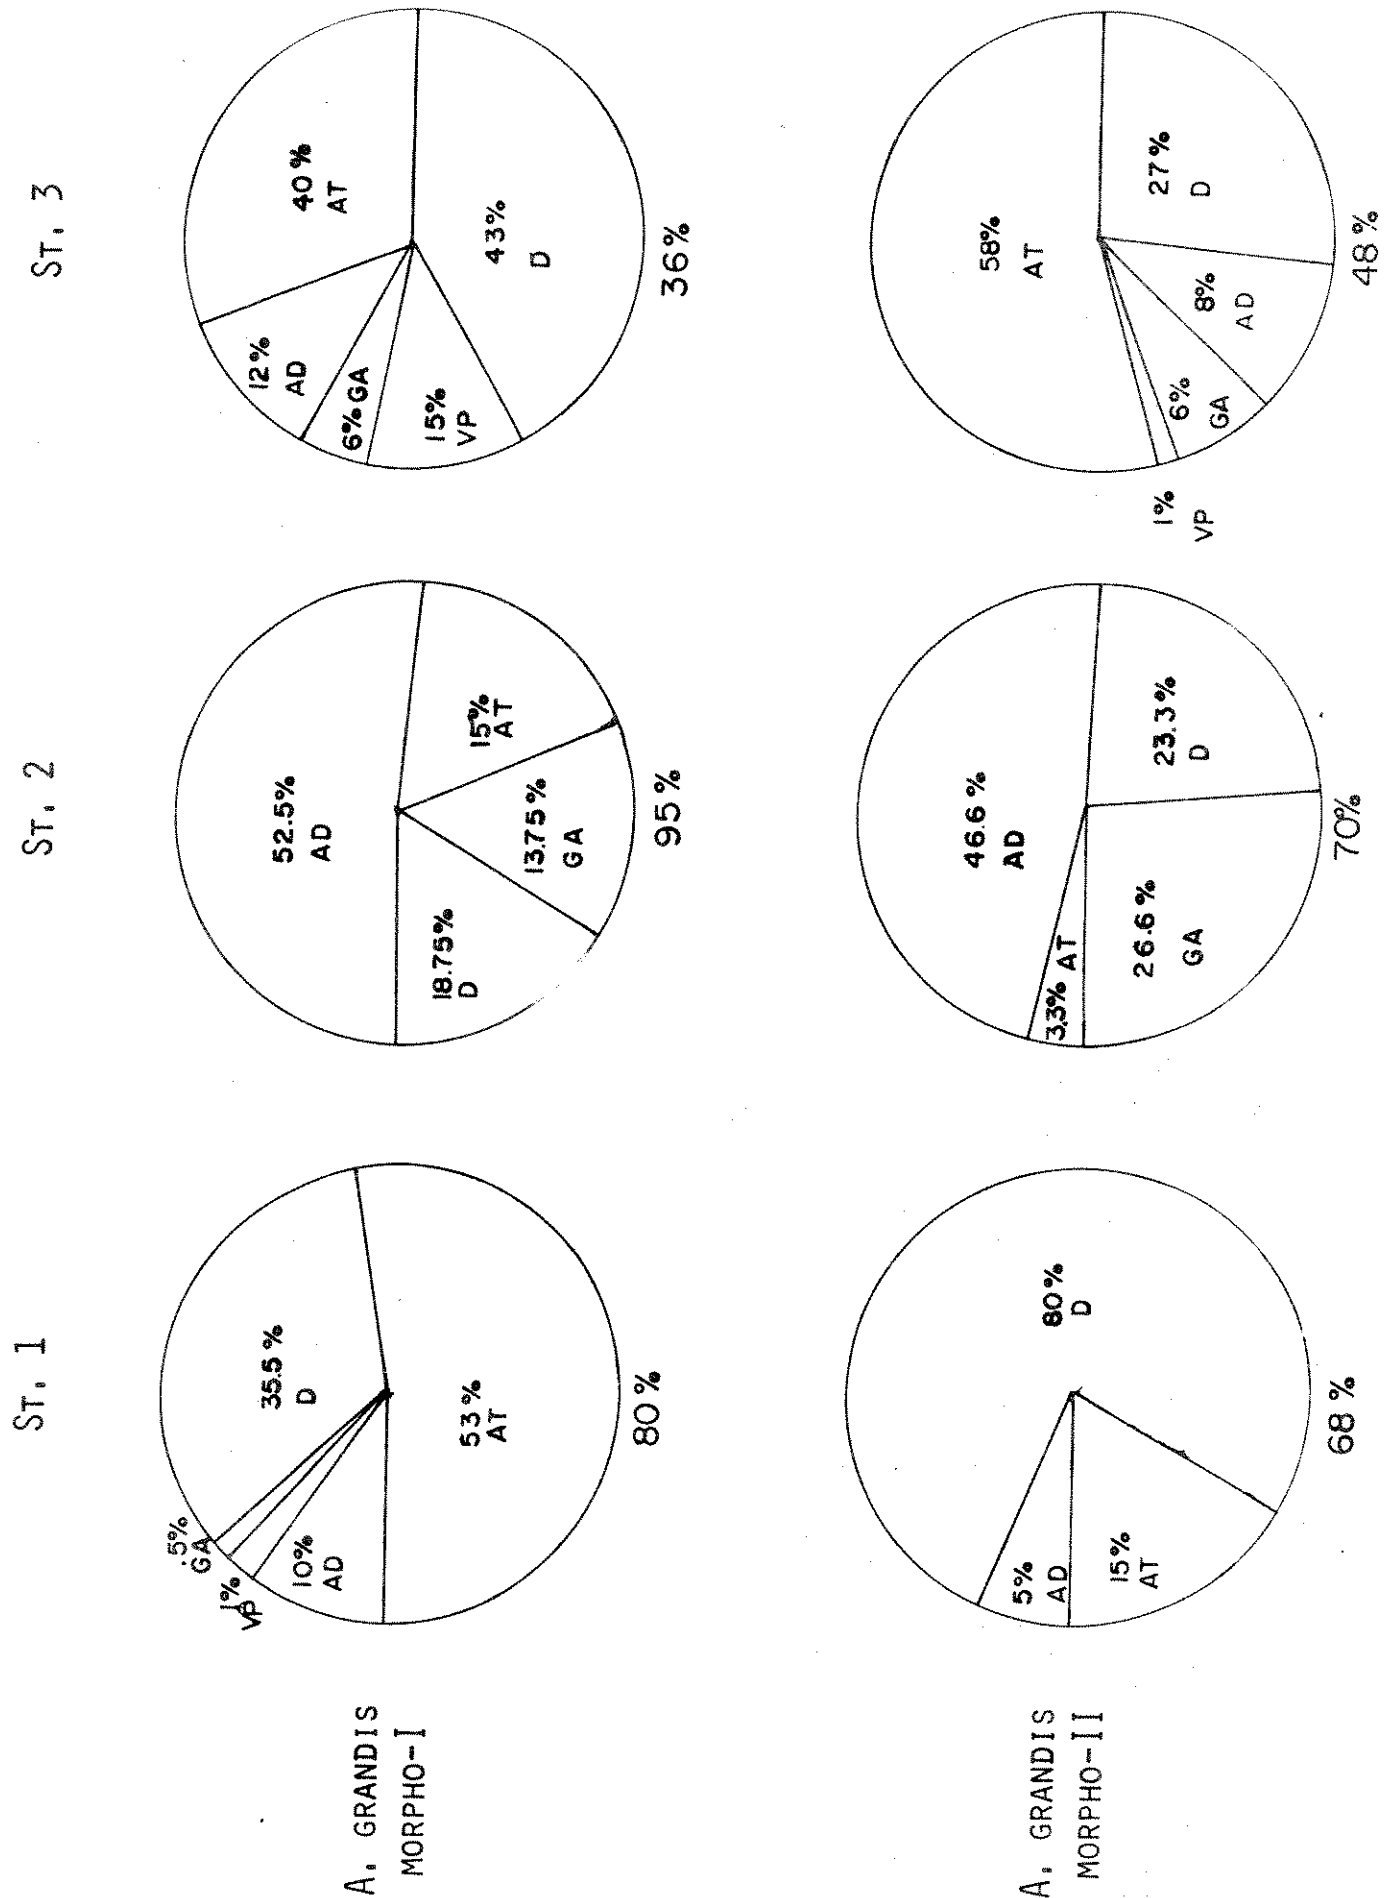 St. 1
St. 2
St. 3
A. GRANDIS
MORPHO-I
.5%
GA
1%
VP
10%
AD
35.5%
D
53%
AT
80%
52.5%
AD
18.75%
D
13.75%
GA
15%
AT
95%
40%
AT
12%
AD
6% GA
15%
VP
43%
D
36%
A. GRANDIS
MORPHO-II
5%
AD
15%
AT
80%
D
68%
46.6%
AD
3.3% AT
26.6%
GA
23.3%
D
70%
58%
AT
1%
VP
6%
GA
8%
AD
27%
D
48%